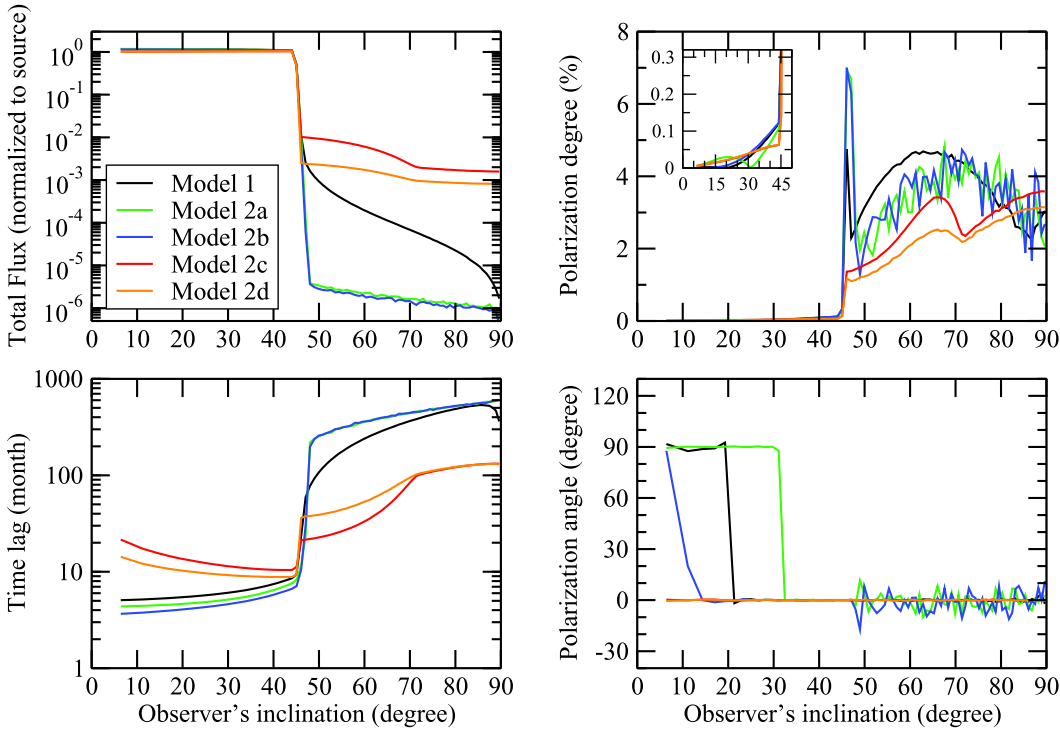 Total Flux (normalized to source)
10^0
10^-1
10^-2
10^-3
10^-4
10^-5
10^-6
Model 1
Model 2a
Model 2b
Model 2c
Model 2d
0 10 20 30 40 50 60 70 80 90
Polarization degree (%)
8
6
4
2
0
0.3
0.2
0.1
0
0 15 30 45
0 10 20 30 40 50 60 70 80 90
Time lag (month)
1000
100
10
1
0 10 20 30 40 50 60 70 80 90
Observer's inclination (degree)
Polarization angle (degree)
120
90
60
30
0
-30
0 10 20 30 40 50 60 70 80 90
Observer's inclination (degree)